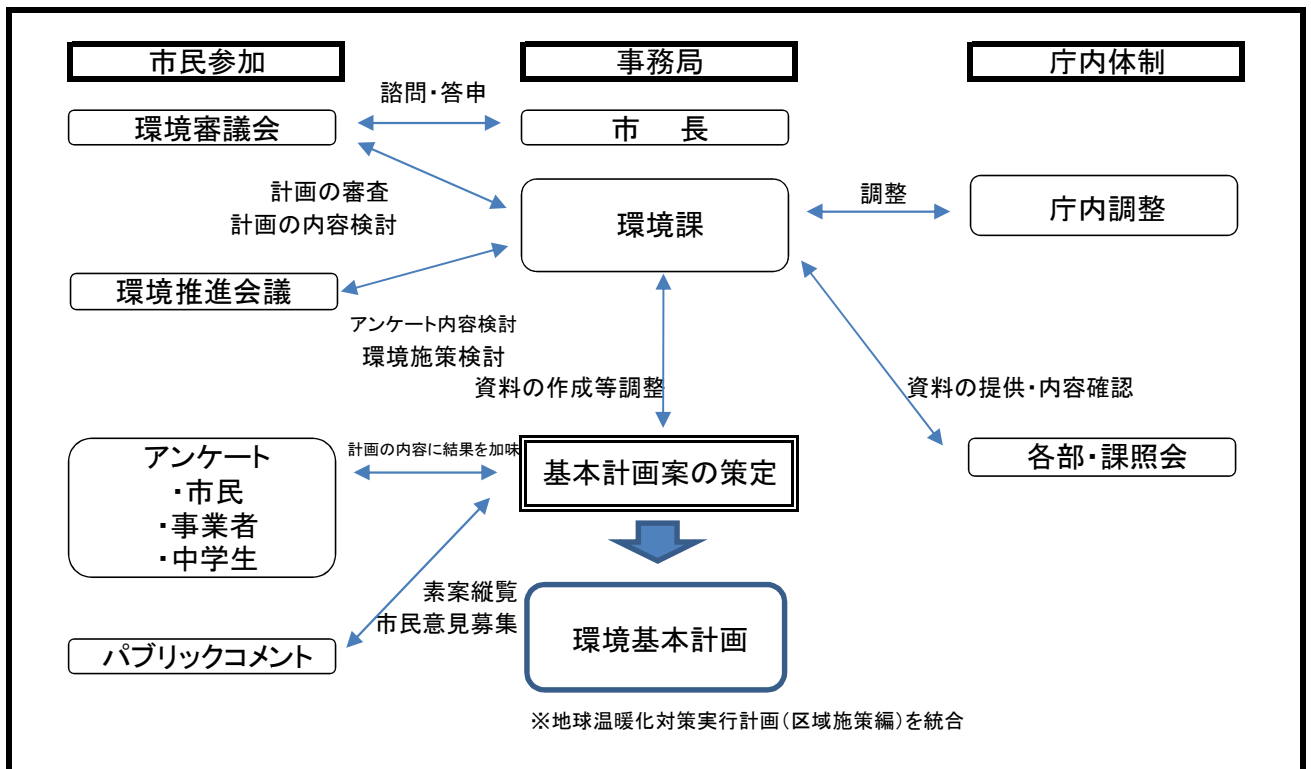 市民参加
事務局
庁内体制
諮問・答申
環境審議会
市　長
計画の審査
計画の内容検討
環境課
調整
庁内調整
環境推進会議
アンケート内容検討
環境施策検討
資料の作成等調整
資料の提供・内容確認
アンケート
・市民
・事業者
・中学生
計画の内容に結果を加味
基本計画案の策定
各部・課照会
素案縦覧
市民意見募集
パブリックコメント
環境基本計画
※地球温暖化対策実行計画（区域施策編）を統合